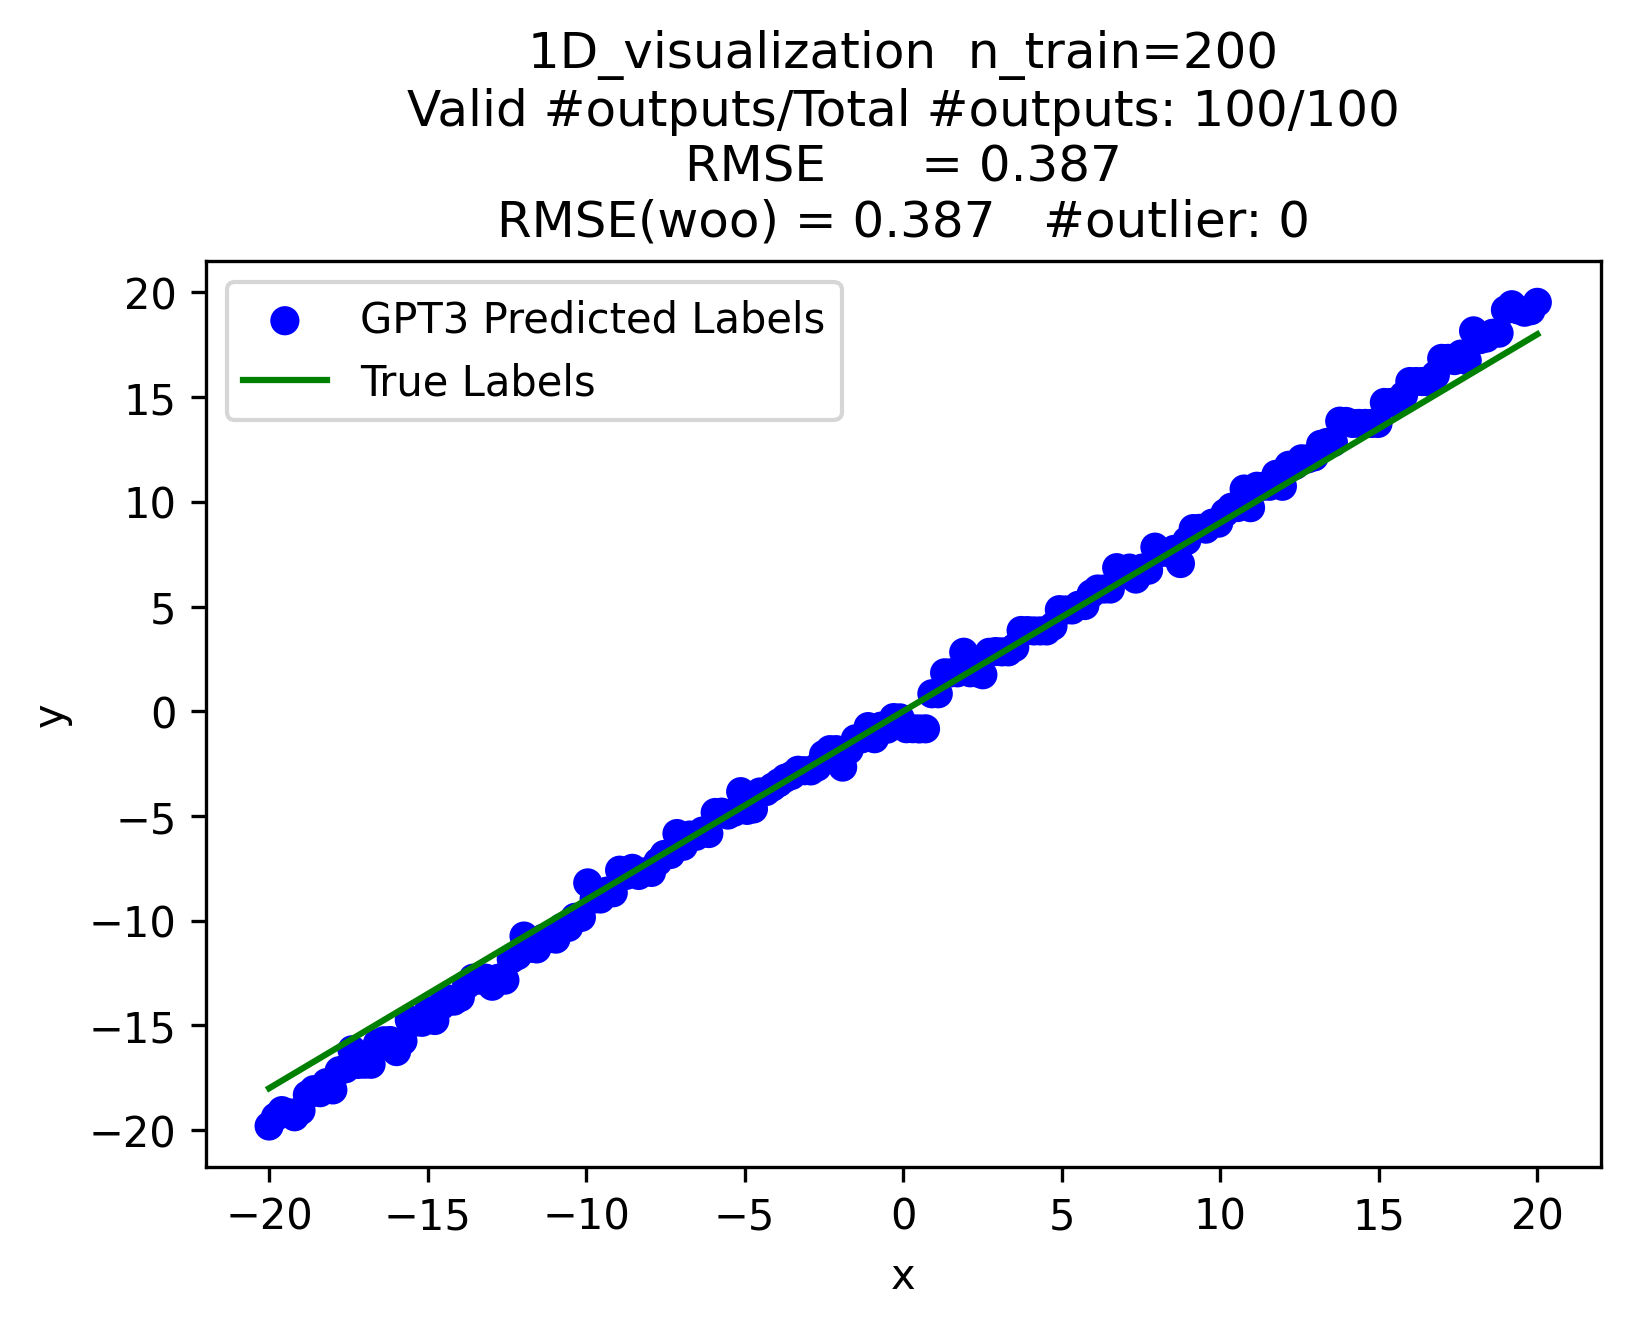 1D_visualization  n_train=200
Valid #outputs/Total #outputs: 100/100
RMSE      = 0.387
RMSE(woo) = 0.387   #outlier: 0
GPT3 Predicted Labels
True Labels
20
15
10
5
0
−5
−10
−15
−20
y
−20 −15 −10 −5 0 5 10 15 20
x